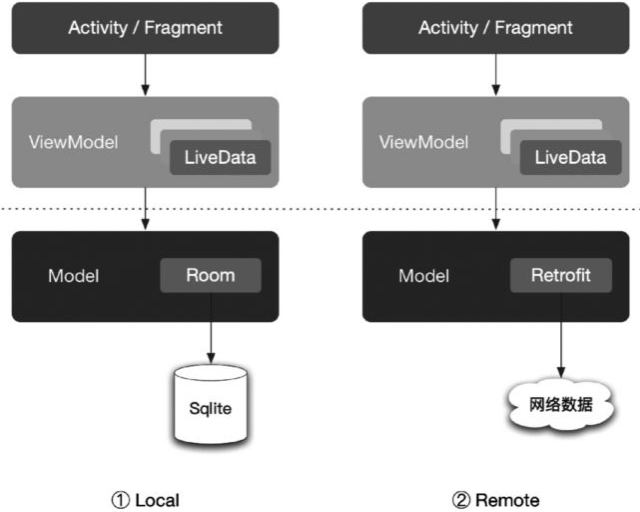 Activity / Fragment
ViewModel
LiveData
Model
Room
Sqlite
① Local
Activity / Fragment
ViewModel
LiveData
Model
Retrofit
网络数据
② Remote